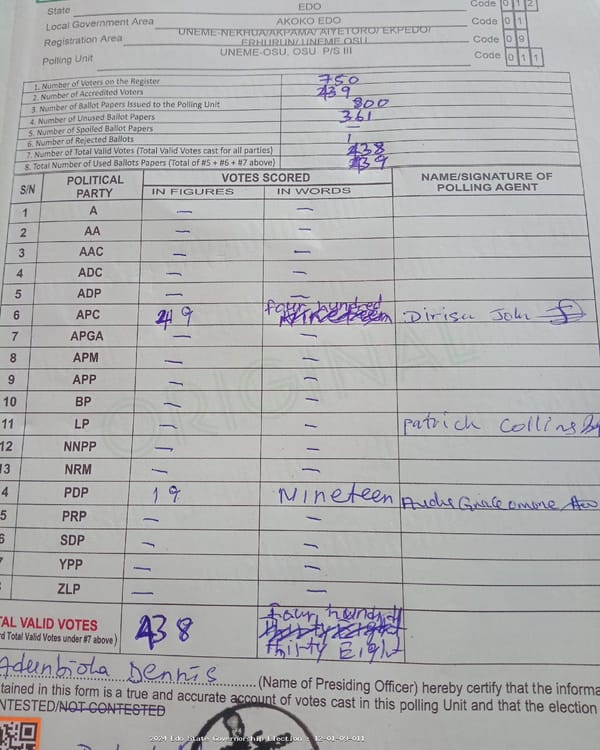 State EDO Code 0 1 2
Local Government Area AKOKO EDO Code 0 1
Registration Area UNEME-NEKHUA/AKPAMA/ AIYETORO/ EKPEDO/ ERHURUN/ UNEME OSU Code 0 9
Polling Unit UNEME-OSU, OSU P/S III Code 0 1 1
1. Number of Voters on the Register 750
2. Number of Accredited Voters 439
3. Number of Ballot Papers Issued to the Polling Unit 800
4. Number of Unused Ballot Papers 361
5. Number of Spoiled Ballot Papers —
6. Number of Rejected Ballots 1
7. Number of Total Valid Votes (Total Valid Votes cast for all parties) 438
8. Total Number of Used Ballots Papers (Total of #5 + #6 + #7 above) 439
S/N POLITICAL PARTY VOTES SCORED NAME/SIGNATURE OF POLLING AGENT
IN FIGURES IN WORDS
1 A — —
2 AA — —
3 AAC — —
4 ADC — —
5 ADP — —
6 APC 419 four hundred Nineteen Dirisu John
7 APGA — —
8 APM — —
9 APP — —
10 BP — —
11 LP — — Patrick Collins
12 NNPP — —
13 NRM — —
4 PDP 19 Nineteen Grace omone
5 PRP — —
6 SDP — —
YPP — —
ZLP — —
TAL VALID VOTES 438 four hundred
d Total Valid Votes under #7 above) thirty Eight
Adunbiola Dennis (Name of Presiding Officer) hereby certify that the informa
tained in this form is a true and accurate account of votes cast in this polling Unit and that the election
NTESTED/NOT CONTESTED
ORIGINAL
2024 Edo State Governorship Election : 12-01-09-011